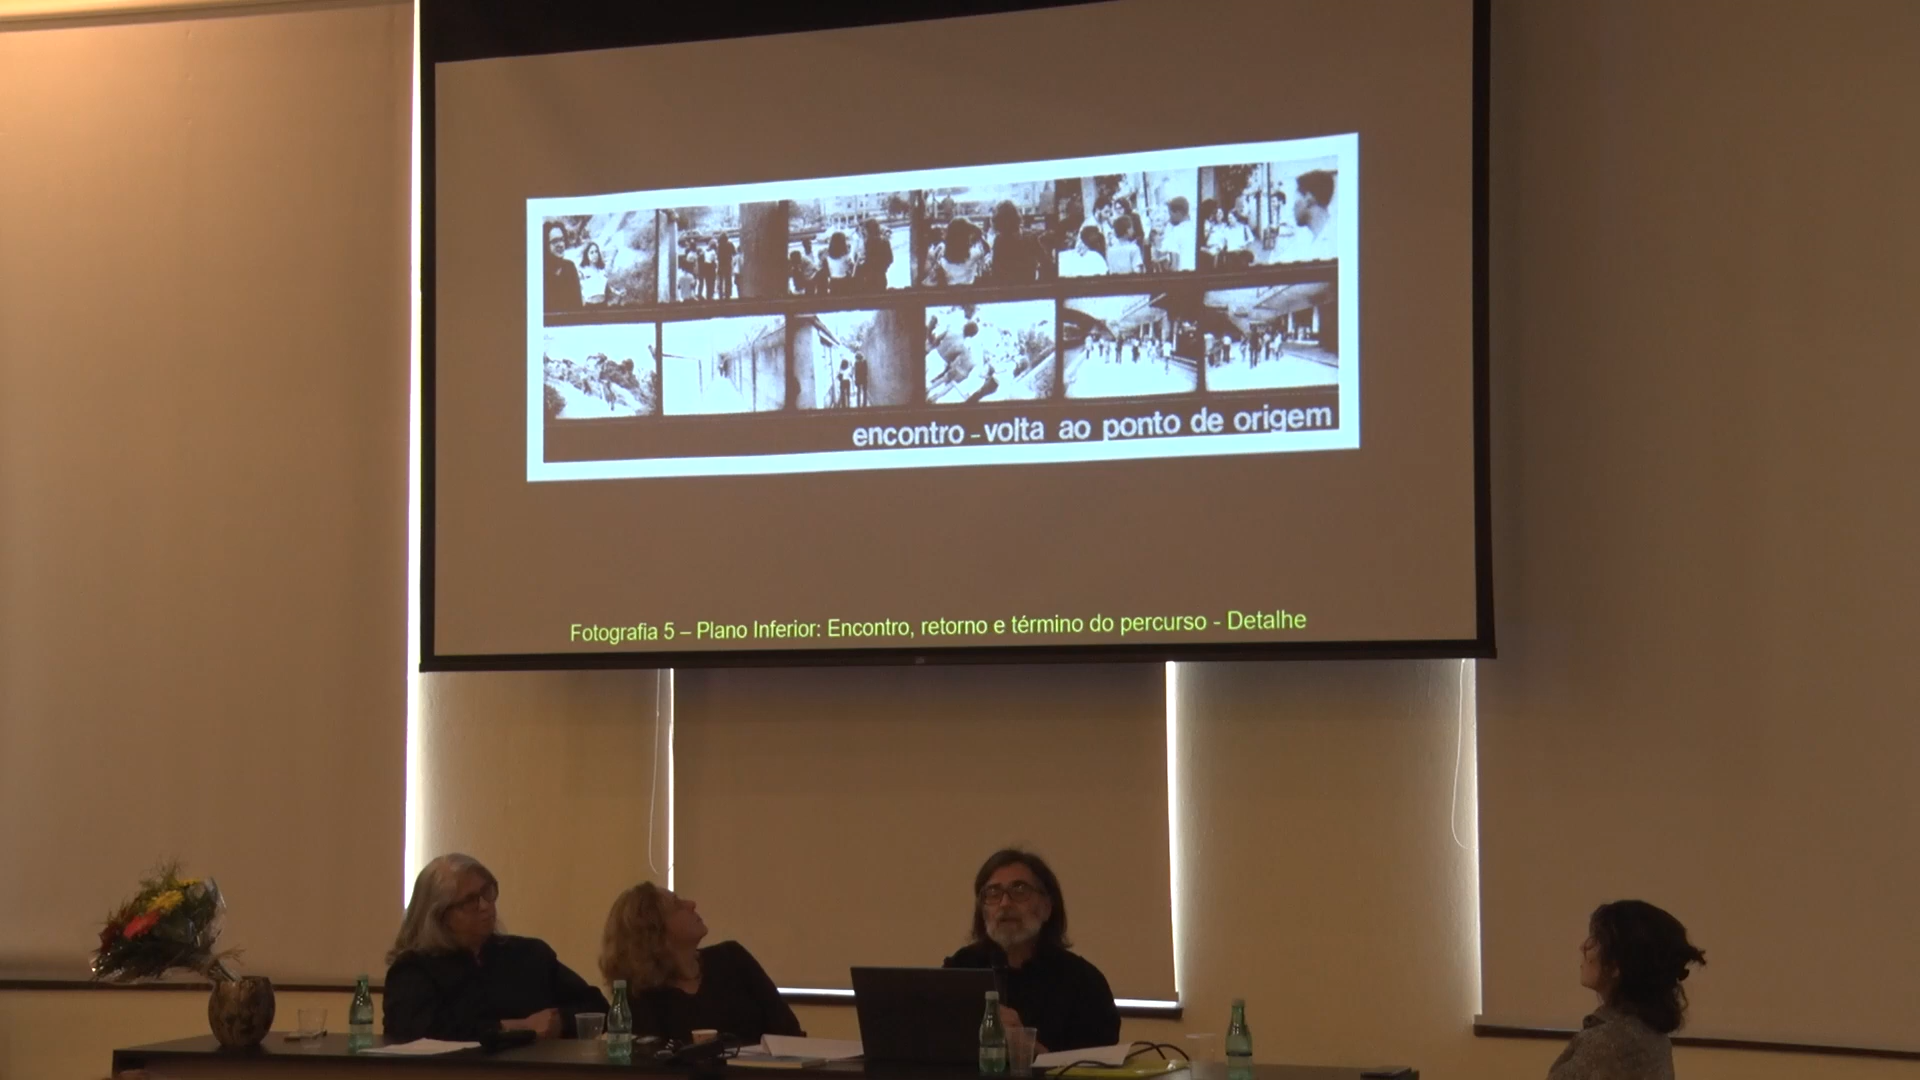 encontro - volta ao ponto de origem
Fotografia 5 – Plano Inferior: Encontro, retorno e término do percurso - Detalhe